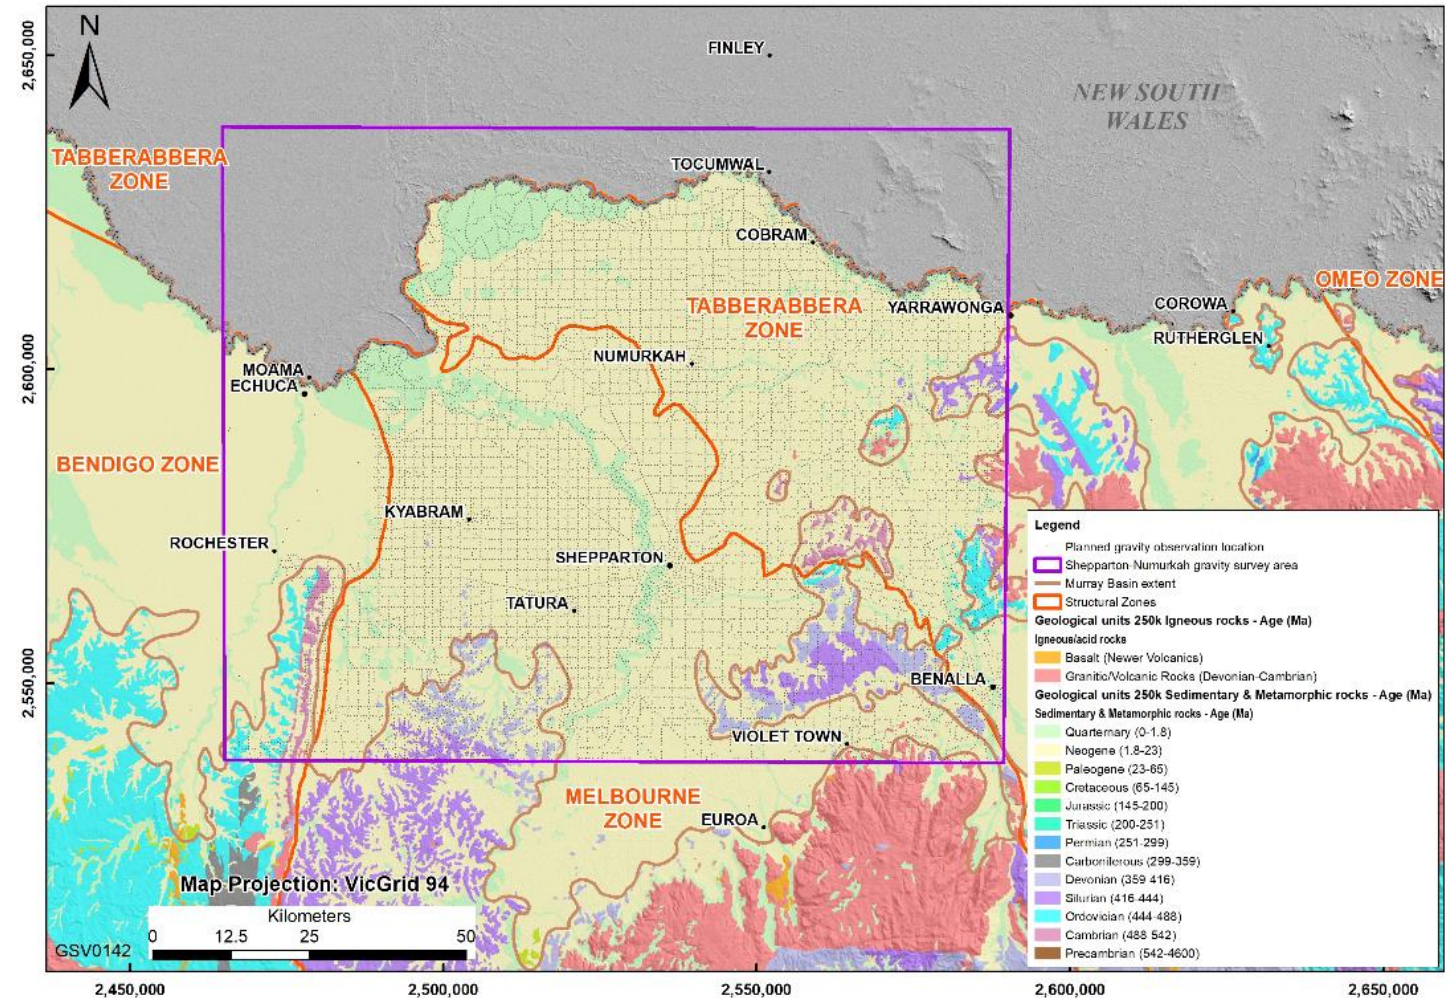 N
FINLEY
NEW SOUTH
WALES
TABBERABBERA
ZONE
TOCUMWAL
COBRAM
TABBERABBERA
ZONE
YARRAWONGA
OMEO ZONE
COROWA
RUTHERGLEN
NUMURKAH
MOAMA
ECHUCA
BENDIGO ZONE
KYABRAM
ROCHESTER
SHEPPARTON
TATURA
BENALLA
VIOLET TOWN
MELBOURNE
ZONE
EUROA
Map Projection: VicGrid 94
Kilometers
0 12.5 25 50
GSV0142
Legend
Planned gravity observation location
Shepparton-Numurkah gravity survey area
Murray Basin extent
Structural Zones
Geological units 250k Igneous rocks - Age (Ma)
Igneous/acid rocks
Basalt (Newer Volcanics)
Granitic/Volcanic Rocks (Devonian-Cambrian)
Geological units 250k Sedimentary & Metamorphic rocks - Age (Ma)
Sedimentary & Metamorphic rocks - Age (Ma)
Quarternary (0-1.8)
Neogene (1.8-23)
Paleogene (23-65)
Cretaceous (65-145)
Jurassic (145-200)
Triassic (200-251)
Permian (251-299)
Carboniferous (299-359)
Devonian (359-416)
Silurian (416-444)
Ordovician (444-488)
Cambrian (488-542)
Precambrian (542-4600)
2,650,000
2,600,000
2,550,000
2,450,000 2,500,000 2,550,000 2,600,000 2,650,000